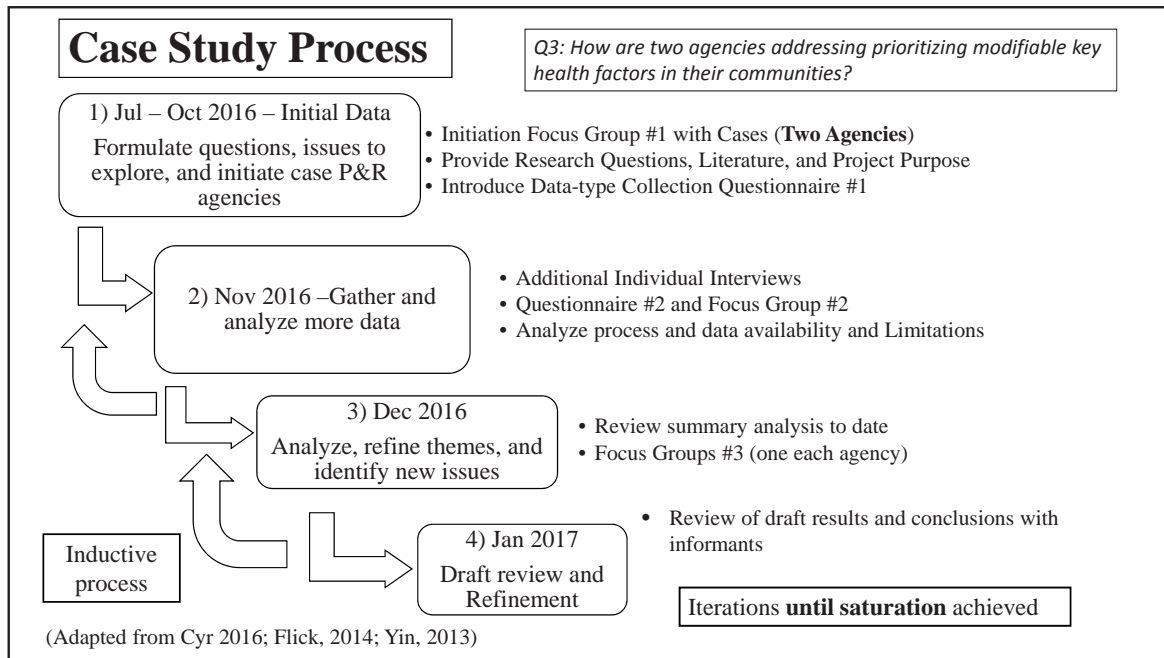 Case Study Process
Q3: How are two agencies addressing prioritizing modifiable key
health factors in their communities?
1) Jul – Oct 2016 – Initial Data
Formulate questions, issues to
explore, and initiate case P&R
agencies
• Initiation Focus Group #1 with Cases (Two Agencies)
• Provide Research Questions, Literature, and Project Purpose
• Introduce Data-type Collection Questionnaire #1
2) Nov 2016 –Gather and
analyze more data
• Additional Individual Interviews
• Questionnaire #2 and Focus Group #2
• Analyze process and data availability and Limitations
3) Dec 2016
Analyze, refine themes, and
identify new issues
• Review summary analysis to date
• Focus Groups #3 (one each agency)
4) Jan 2017
Draft review and
Refinement
• Review of draft results and conclusions with
informants
Inductive
process
Iterations until saturation achieved
(Adapted from Cyr 2016; Flick, 2014; Yin, 2013)